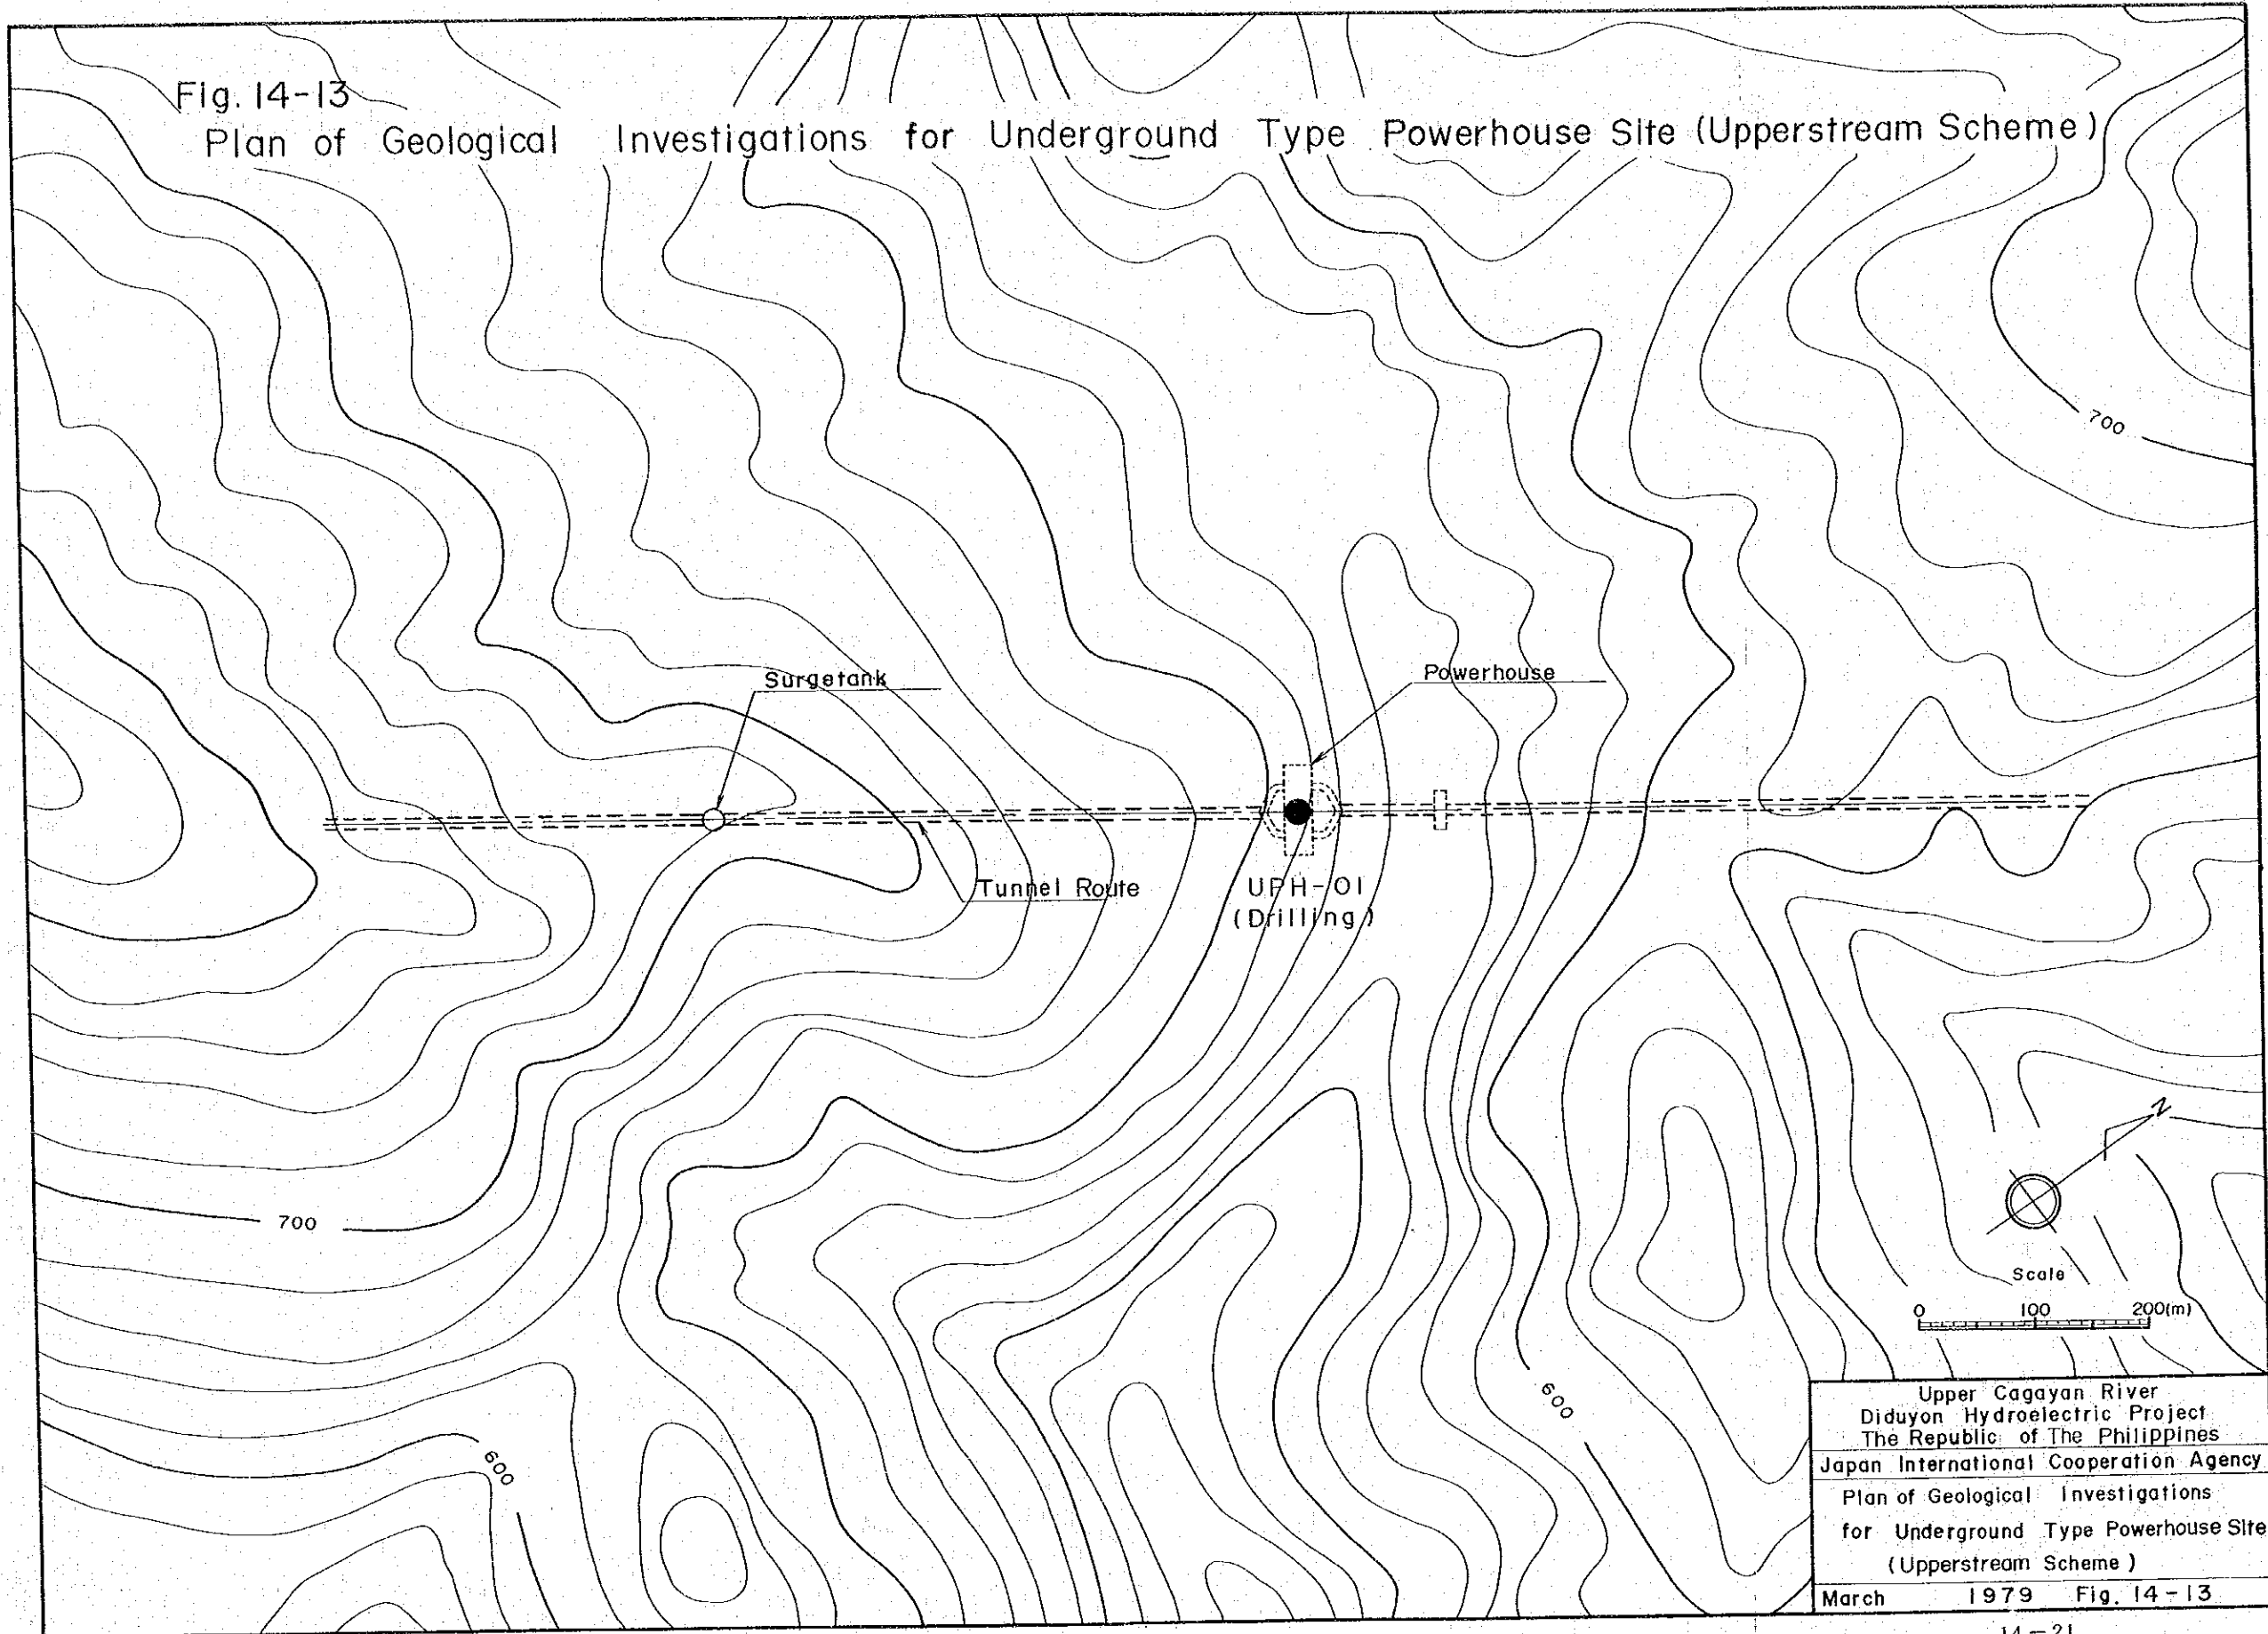 Fig. 14-13
Plan of Geological Investigations for Underground Type Powerhouse Site (Upperstream Scheme)
700
Surgetank
Powerhouse
Tunnel Route
UPH-01
(Drilling)
N
700
Scale
0 100 200(m)
600
600
Upper Cagayan River
Diduyon Hydroelectric Project
The Republic of The Philippines
Japan International Cooperation Agency
Plan of Geological Investigations
for Underground Type Powerhouse Site
(Upperstream Scheme)
March 1979 Fig. 14-13
14-21